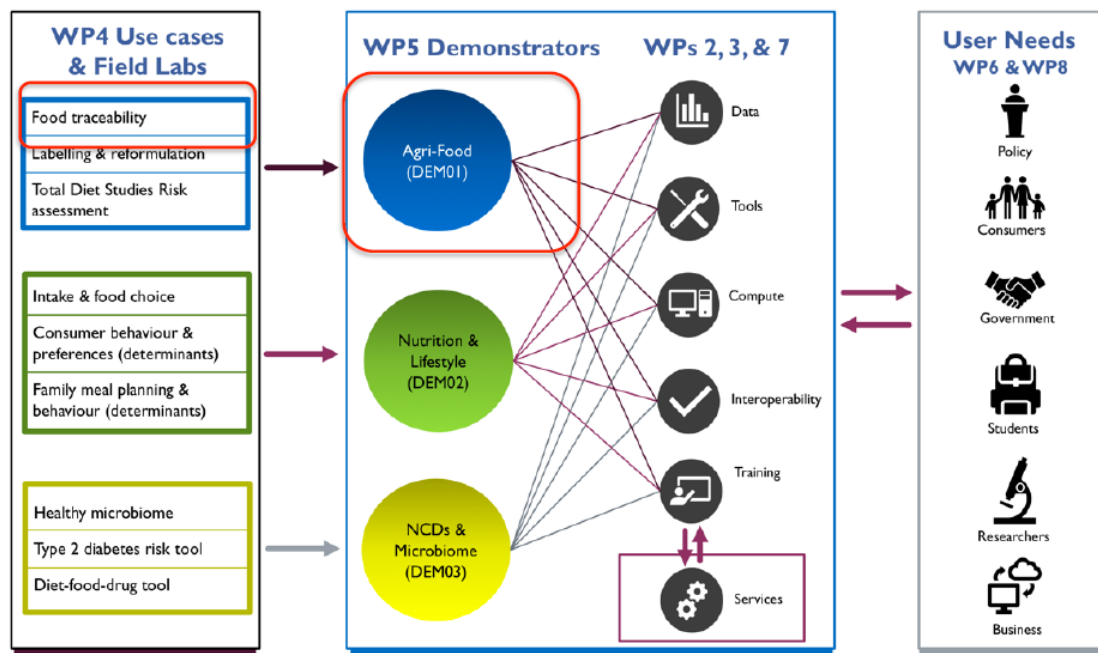 WP4 Use cases
& Field Labs
Food traceability
Labelling & reformulation
Total Diet Studies Risk
assessment
Intake & food choice
Consumer behaviour &
preferences (determinants)
Family meal planning &
behaviour (determinants)
Healthy microbiome
Type 2 diabetes risk tool
Diet-food-drug tool
WP5 Demonstrators
Agri-Food
(DEM01)
Nutrition &
Lifestyle
(DEM02)
NCDs &
Microbiome
(DEM03)
WPs 2, 3, & 7
Data
Tools
Compute
Interoperability
Training
Services
User Needs
WP6 & WP8
Policy
Consumers
Government
Students
Researchers
Business